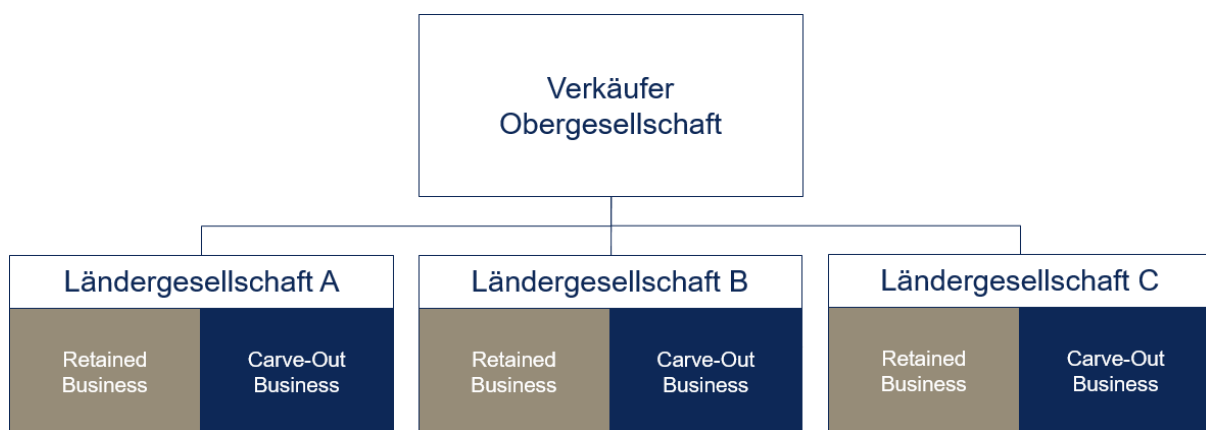 Verkäufer
Obergesellschaft
Ländergesellschaft A
Ländergesellschaft B
Ländergesellschaft C
Retained
Business
Carve-Out
Business
Retained
Business
Carve-Out
Business
Retained
Business
Carve-Out
Business